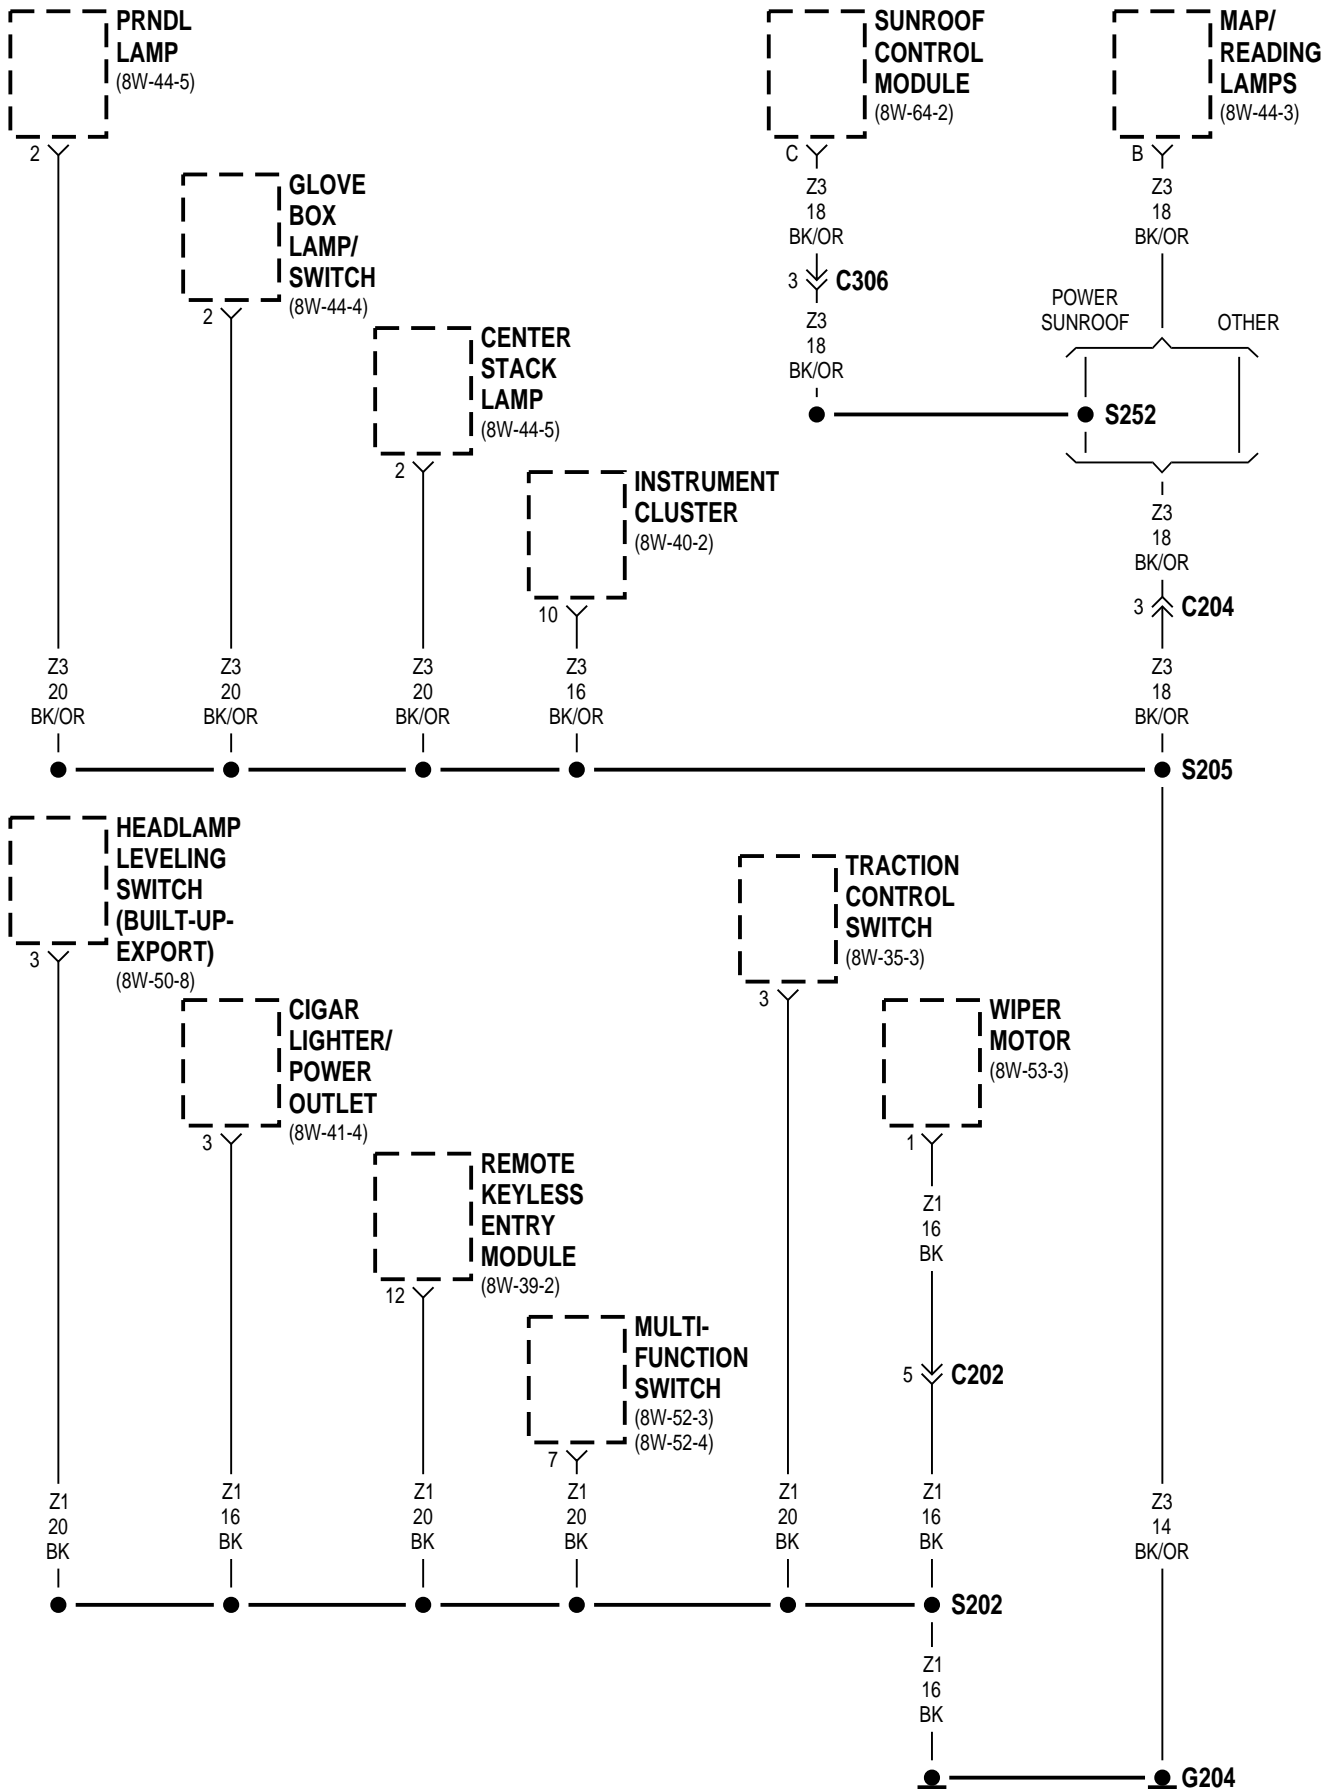 PRNDL
LAMP
(8W-44-5)
2
SUNROOF
CONTROL
MODULE
(8W-64-2)
C
Z3
18
BK/OR
3
C306
Z3
18
BK/OR
MAP/
READING
LAMPS
(8W-44-3)
B
Z3
18
BK/OR
POWER
SUNROOF
OTHER
S252
Z3
18
BK/OR
3
C204
Z3
18
BK/OR
GLOVE
BOX
LAMP/
SWITCH
(8W-44-4)
2
CENTER
STACK
LAMP
(8W-44-5)
2
INSTRUMENT
CLUSTER
(8W-40-2)
10
Z3
20
BK/OR
Z3
20
BK/OR
Z3
20
BK/OR
Z3
16
BK/OR
S205
HEADLAMP
LEVELING
SWITCH
(BUILT-UP-
EXPORT)
(8W-50-8)
3
CIGAR
LIGHTER/
POWER
OUTLET
(8W-41-4)
3
REMOTE
KEYLESS
ENTRY
MODULE
(8W-39-2)
12
MULTI-
FUNCTION
SWITCH
(8W-52-3)
(8W-52-4)
7
TRACTION
CONTROL
SWITCH
(8W-35-3)
3
WIPER
MOTOR
(8W-53-3)
1
Z1
16
BK
5
C202
Z1
20
BK
Z1
16
BK
Z1
20
BK
Z1
20
BK
Z1
20
BK
Z1
16
BK
Z3
14
BK/OR
S202
Z1
16
BK
G204